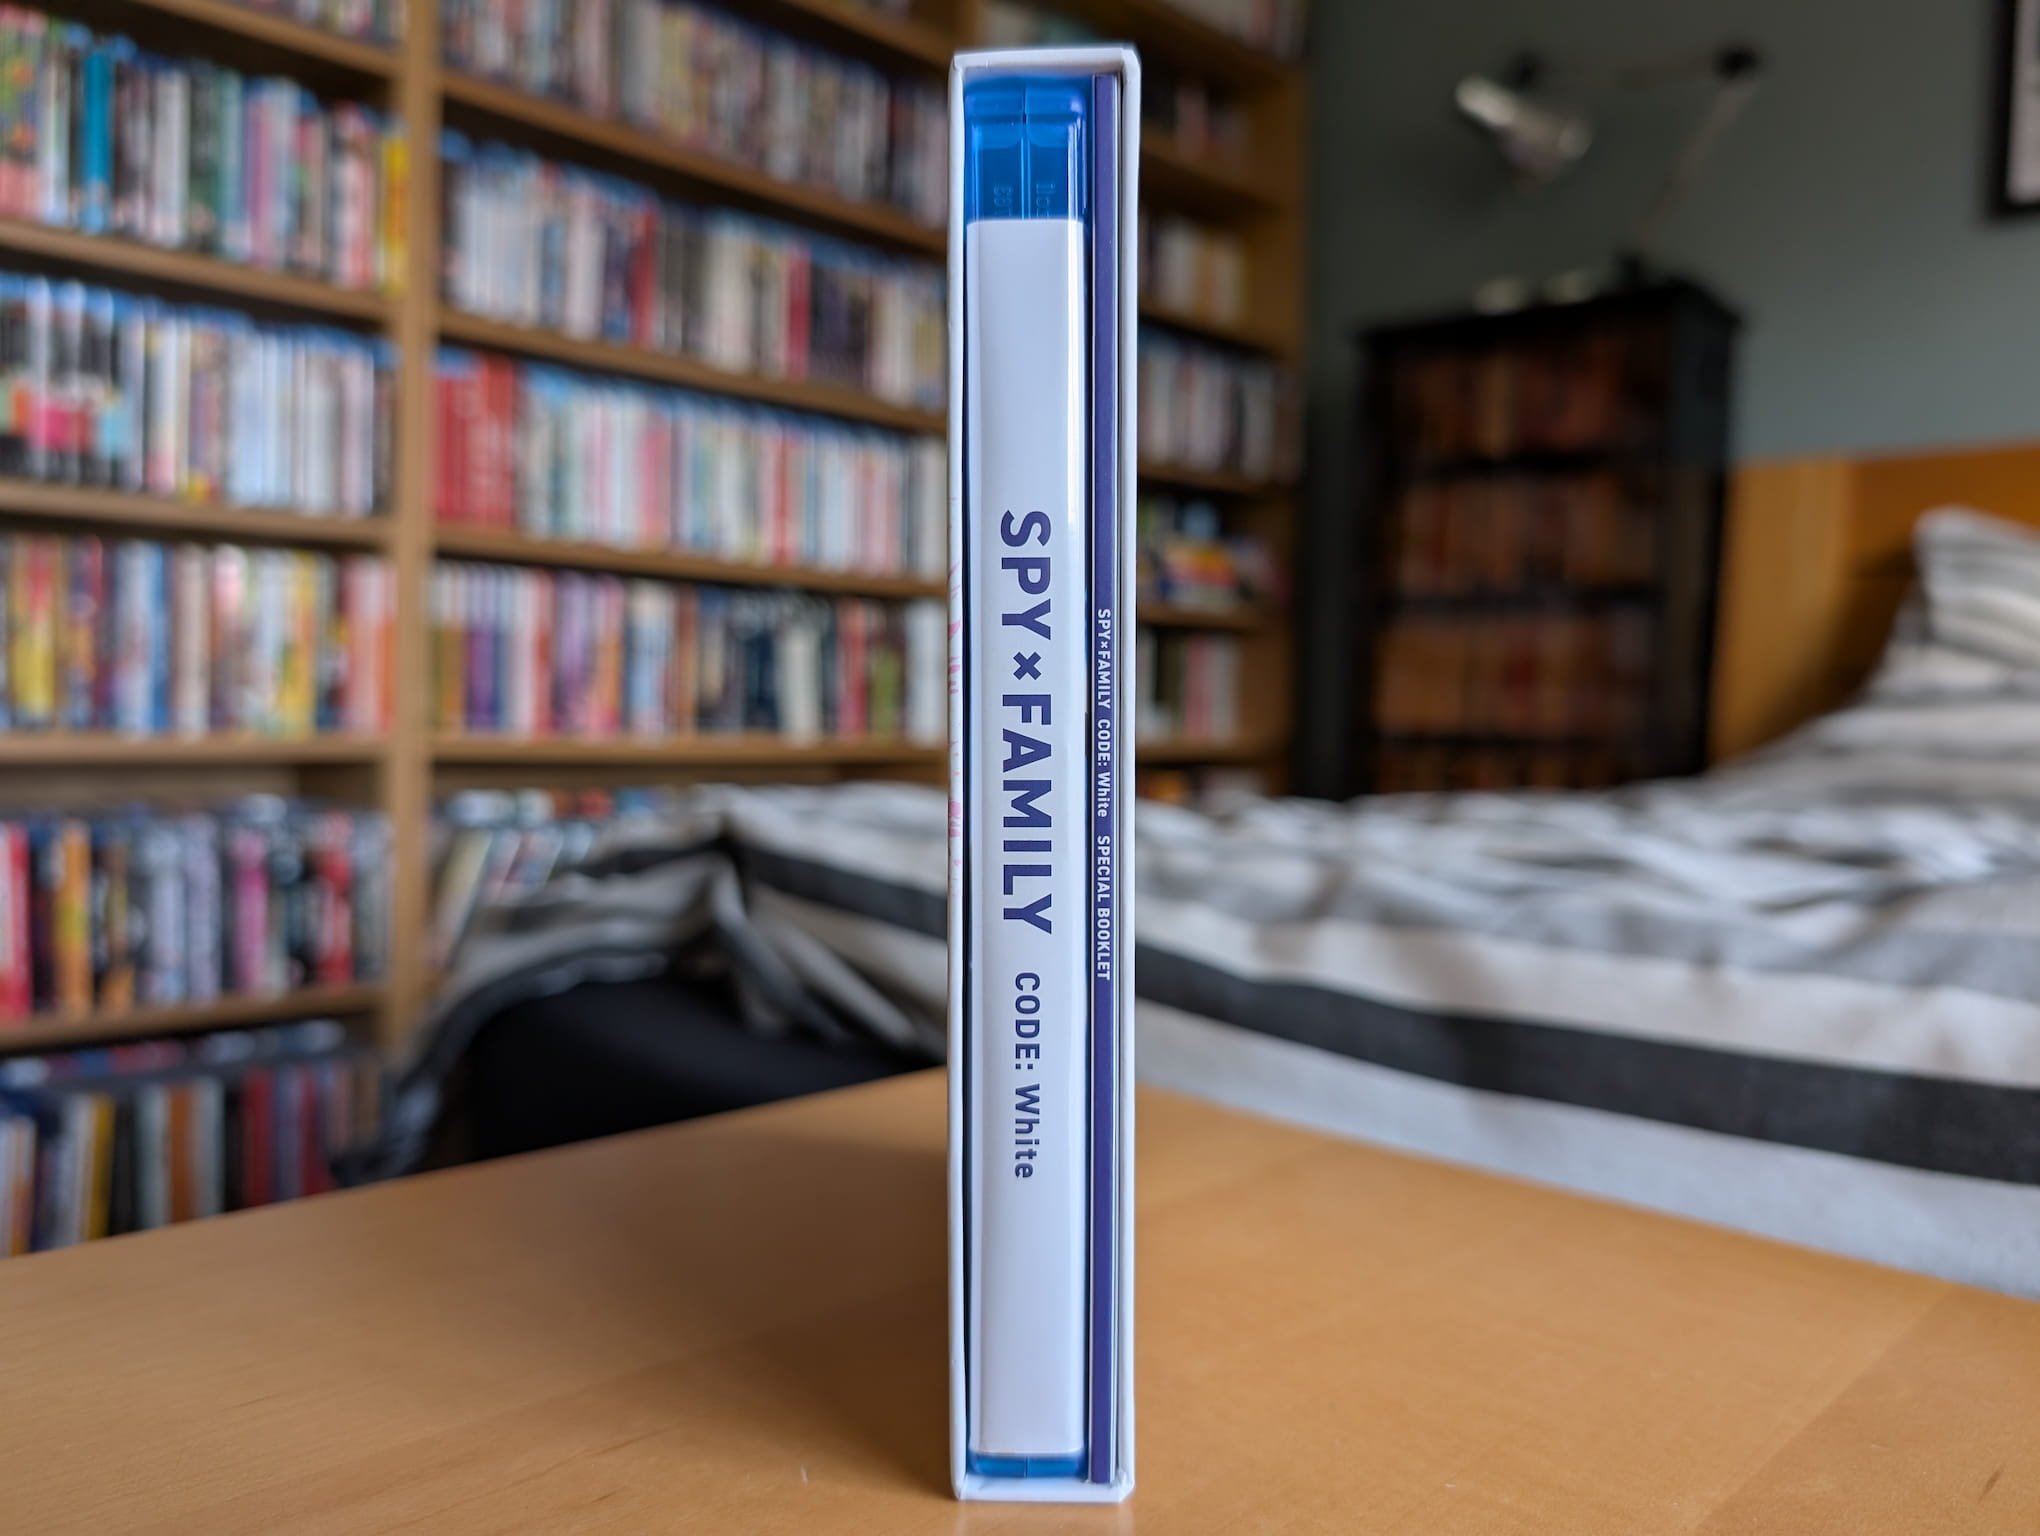 SPY×FAMILY CODE: White
SPY×FAMILY CODE: White SPECIAL BOOKLET